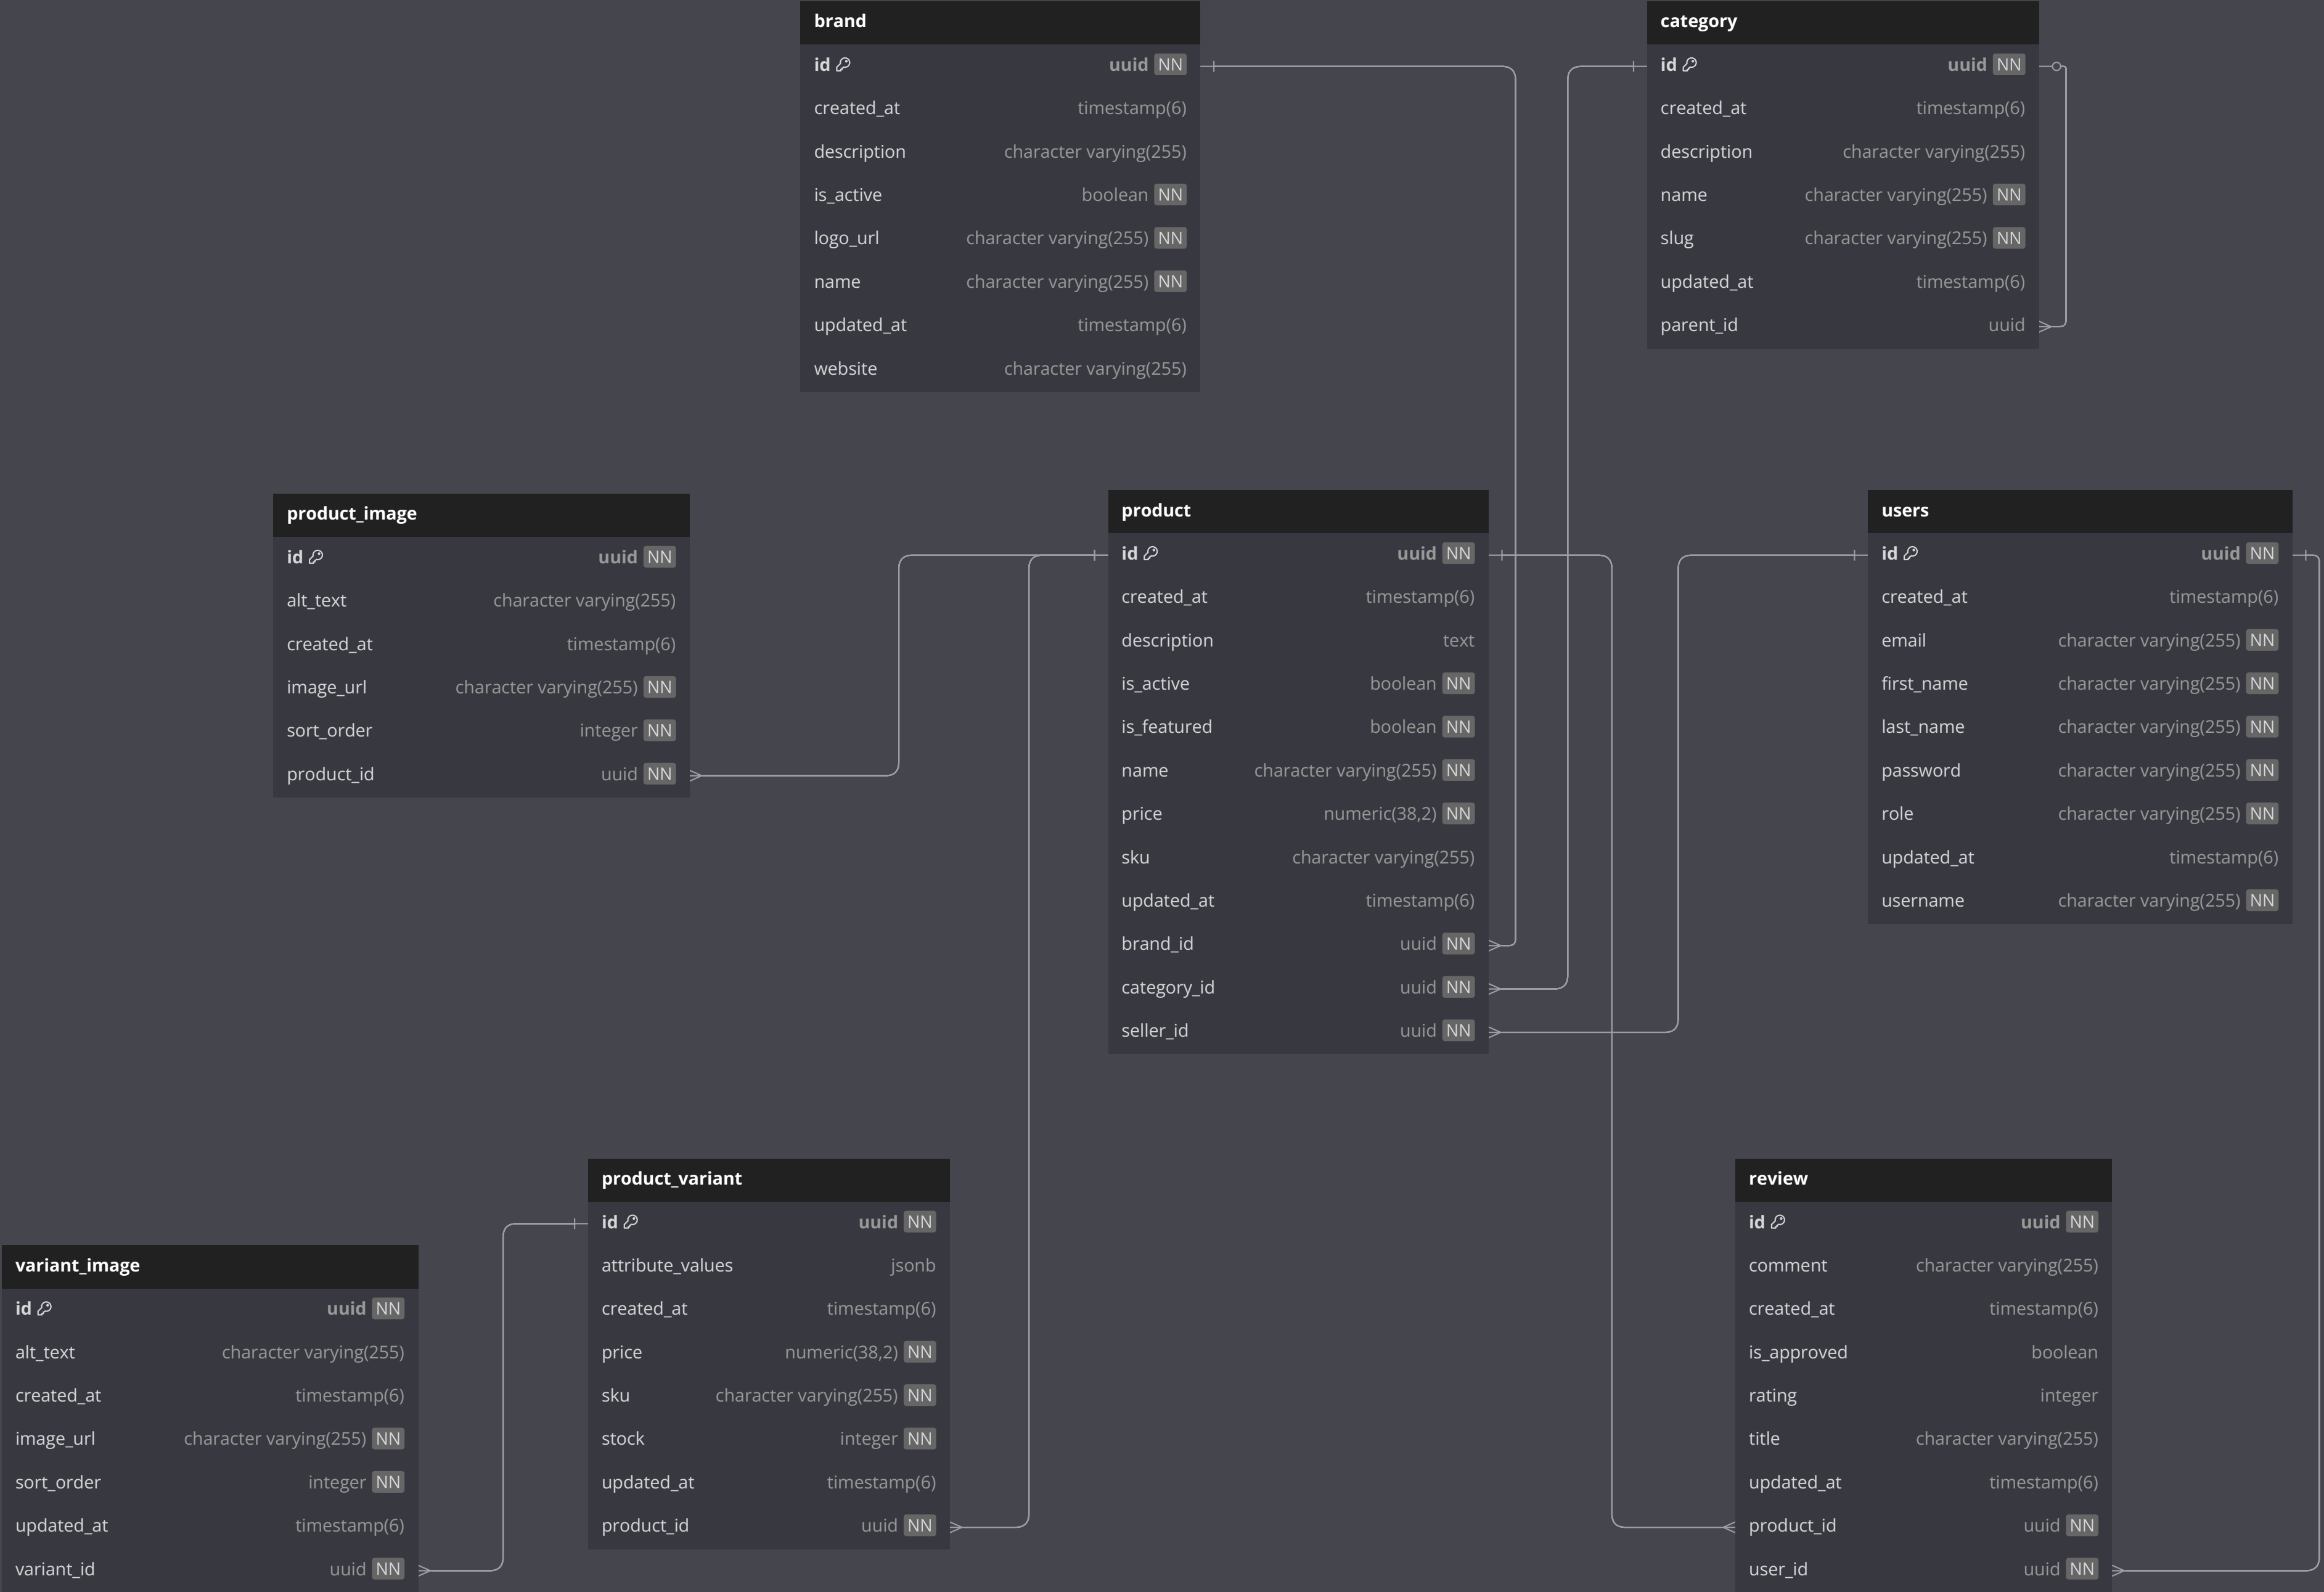 brand
id uuid NN
created_at timestamp(6)
description character varying(255)
is_active boolean NN
logo_url character varying(255) NN
name character varying(255) NN
updated_at timestamp(6)
website character varying(255)
category
id uuid NN
created_at timestamp(6)
description character varying(255)
name character varying(255) NN
slug character varying(255) NN
updated_at timestamp(6)
parent_id uuid
product_image
id uuid NN
alt_text character varying(255)
created_at timestamp(6)
image_url character varying(255) NN
sort_order integer NN
product_id uuid NN
product
id uuid NN
created_at timestamp(6)
description text
is_active boolean NN
is_featured boolean NN
name character varying(255) NN
price numeric(38,2) NN
sku character varying(255)
updated_at timestamp(6)
brand_id uuid NN
category_id uuid NN
seller_id uuid NN
users
id uuid NN
created_at timestamp(6)
email character varying(255) NN
first_name character varying(255) NN
last_name character varying(255) NN
password character varying(255) NN
role character varying(255) NN
updated_at timestamp(6)
username character varying(255) NN
variant_image
id uuid NN
alt_text character varying(255)
created_at timestamp(6)
image_url character varying(255) NN
sort_order integer NN
updated_at timestamp(6)
variant_id uuid NN
product_variant
id uuid NN
attribute_values jsonb
created_at timestamp(6)
price numeric(38,2) NN
sku character varying(255) NN
stock integer NN
updated_at timestamp(6)
product_id uuid NN
review
id uuid NN
comment character varying(255)
created_at timestamp(6)
is_approved boolean
rating integer
title character varying(255)
updated_at timestamp(6)
product_id uuid NN
user_id uuid NN